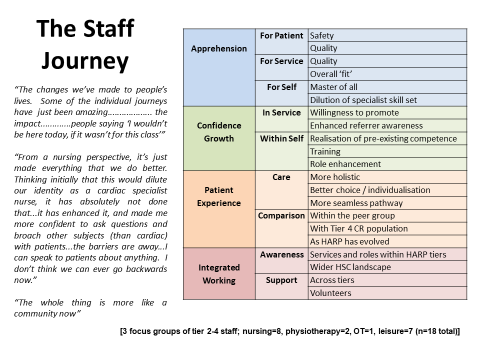 The Staff
Journey
“The changes we’ve made to people’s
lives. Some of the individual journeys
have just been amazing.................. the
impact.............people saying ‘I wouldn’t
be here today, if it wasn’t for this class’”
“From a nursing perspective, it’s just
made everything that we do better.
Thinking initially that this would dilute
our identity as a cardiac specialist
nurse, it has absolutely not done
that...it has enhanced it, and made me
more confident to ask questions and
broach other subjects (than cardiac)
with patients...the barriers are away...I
can speak to patients about anything. I
don’t think we can ever go backwards
now.”
“The whole thing is more like a
community now”
Apprehension
For Patient Safety
Quality
For Service Quality
Overall ‘fit’
For Self Master of all
Dilution of specialist skill set
Confidence
Growth
In Service Willingness to promote
Enhanced referrer awareness
Within Self Realisation of pre-existing competence
Training
Role enhancement
Patient
Experience
Care More holistic
Better choice / individualisation
More seamless pathway
Comparison Within the peer group
With Tier 4 CR population
As HARP has evolved
Integrated
Working
Awareness Services and roles within HARP tiers
Wider HSC landscape
Support Across tiers
Volunteers
[3 focus groups of tier 2-4 staff; nursing=8, physiotherapy=2, OT=1, leisure=7 (n=18 total)]